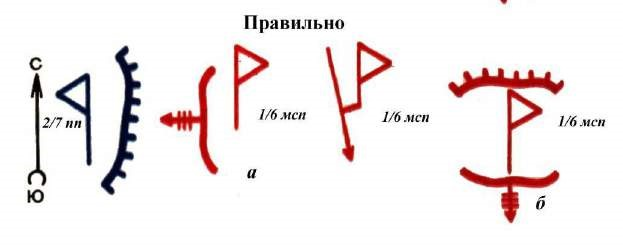 Правильно
С
2/7 пп
1/6 мсп
1/6 мсп
1/6 мсп
Ю
а
б